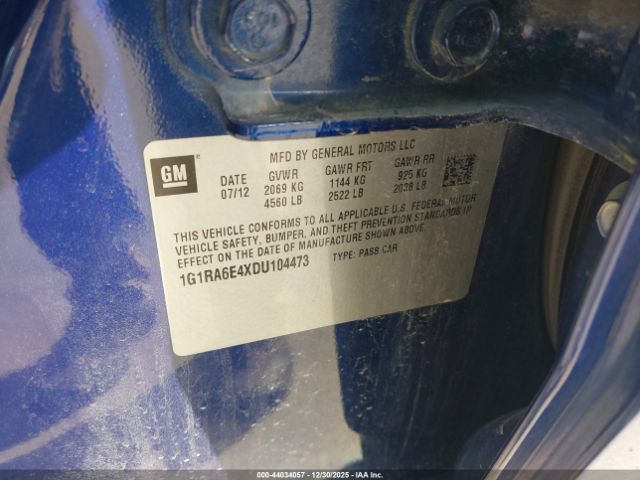 GM
MFD BY GENERAL MOTORS LLC
DATE GVWR GAWR FRT GAWR RR
07/12 2069 KG 1144 KG 925 KG
4560 LB 2522 LB 2038 LB
THIS VEHICLE CONFORMS TO ALL APPLICABLE U.S. FEDERAL MOTOR
VEHICLE SAFETY, BUMPER, AND THEFT PREVENTION STANDARDS IN
EFFECT ON THE DATE OF MANUFACTURE SHOWN ABOVE.
1G1RA6E4XDU104473 TYPE: PASS CAR
000-44034057 - 12/30/2025 - IAA Inc.